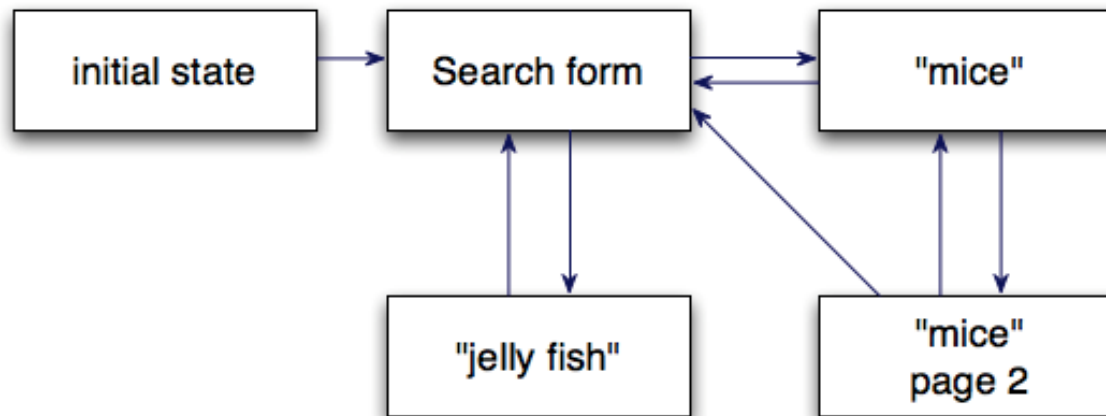 initial state
Search form
"mice"
"jelly fish"
"mice"
page 2